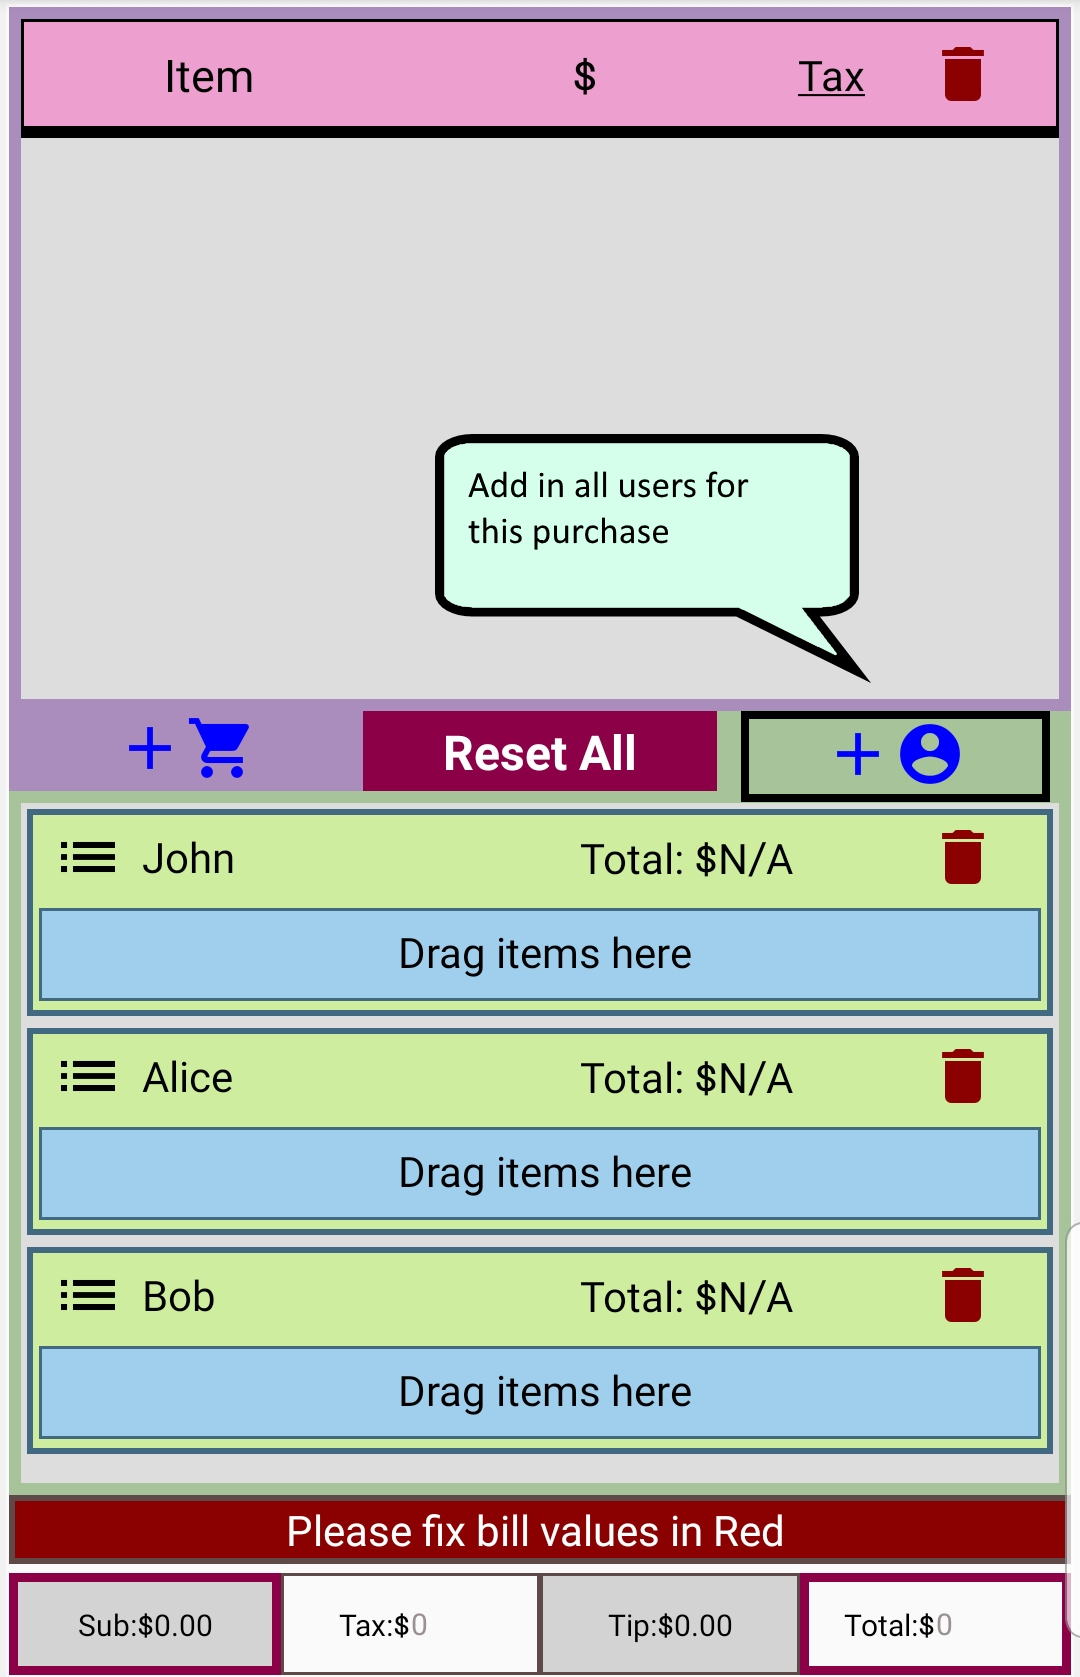 Item $ Tax
Add in all users for
this purchase
+ Reset All +
John Total: $N/A
Drag items here
Alice Total: $N/A
Drag items here
Bob Total: $N/A
Drag items here
Please fix bill values in Red
Sub:$0.00 Tax:$0 Tip:$0.00 Total:$0